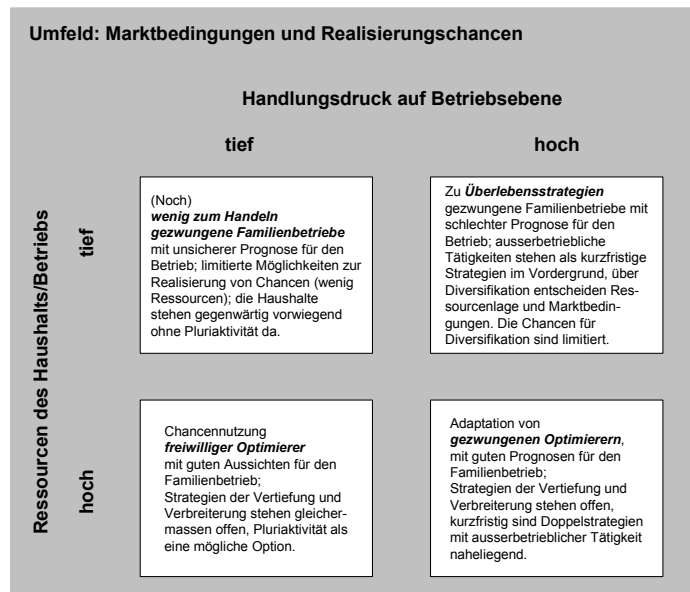 Umfeld: Marktbedingungen und Realisierungschancen
Handlungsdruck auf Betriebsebene
tief
hoch
Ressourcen des Haushalts/Betriebs
tief
(Noch)
wenig zum Handeln
gezwungene Familienbetriebe
mit unsicherer Prognose für den
Betrieb; limitierte Möglichkeiten zur
Realisierung von Chancen (wenig
Ressourcen); die Haushalte
stehen gegenwärtig vorwiegend
ohne Pluriaktivität da.
Zu Überlebensstrategien
gezwungene Familienbetriebe mit
schlechter Prognose für den
Betrieb; ausserbetriebliche
Tätigkeiten stehen als kurzfristige
Strategien im Vordergrund, über
Diversifikation entscheiden Res-
sourcenlage und Marktbedin-
gungen. Die Chancen für
Diversifikation sind limitiert.
hoch
Chancennutzung
freiwilliger Optimierer
mit guten Aussichten für den
Familienbetrieb;
Strategien der Vertiefung und
Verbreiterung stehen gleicher-
massen offen, Pluriaktivität als
eine mögliche Option.
Adaptation von
gezwungenen Optimierern,
mit guten Prognosen für den
Familienbetrieb;
Strategien der Vertiefung und
Verbreiterung stehen offen,
kurzfristig sind Doppelstrategien
mit ausserbetrieblicher Tätigkeit
naheliegend.